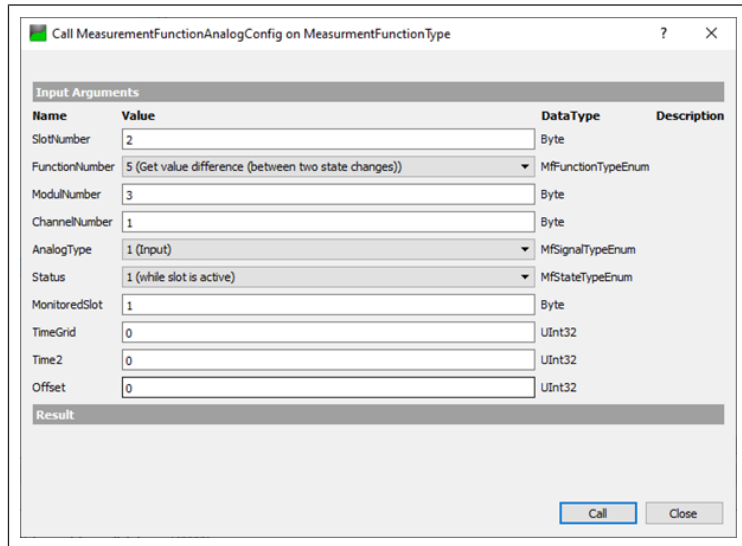 Call MeasurementFunctionAnalogConfig on MeasurmentFunctionType ? ×
Input Arguments
Name Value DataType Description
SlotNumber 2 Byte
FunctionNumber 5 (Get value difference (between two state changes)) MfFunctionTypeEnum
ModulNumber 3 Byte
ChannelNumber 1 Byte
AnalogType 1 (Input) MfSignalTypeEnum
Status 1 (while slot is active) MfStateTypeEnum
MonitoredSlot 1 Byte
TimeGrid 0 UInt32
Time2 0 UInt32
Offset 0 UInt32
Result
Call Close